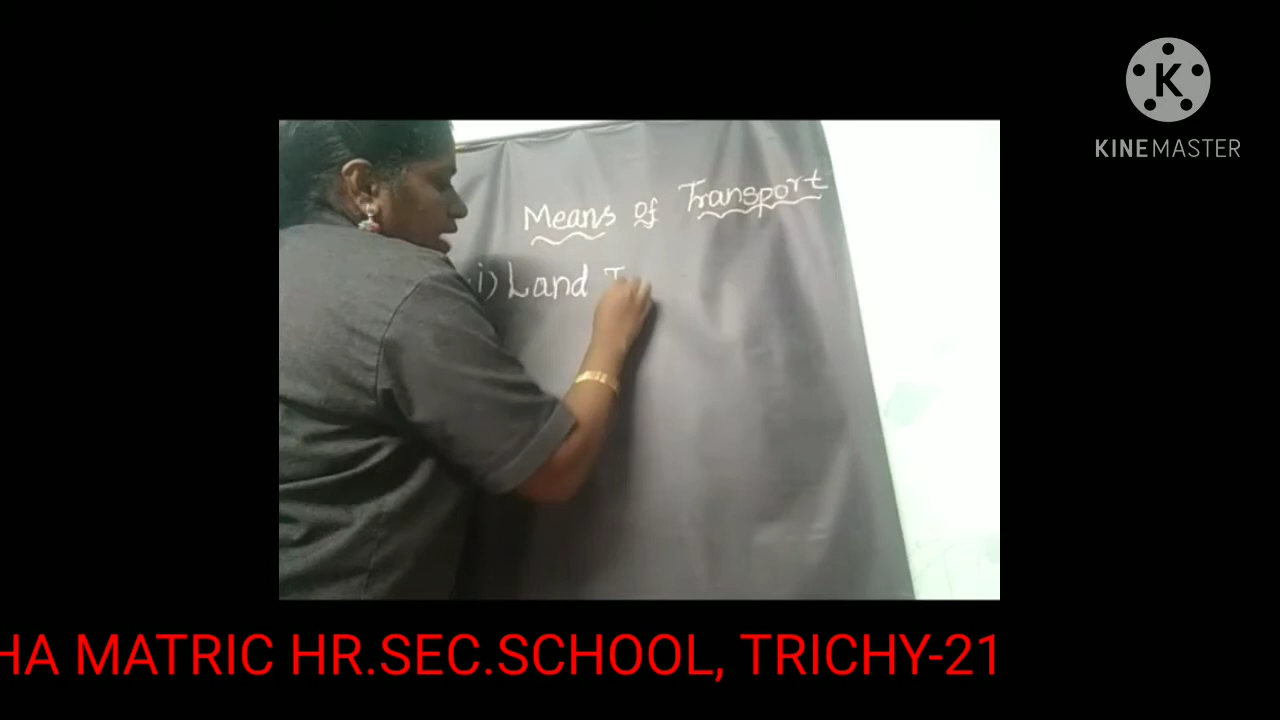 KINEMASTER
Means of Transport
i) Land T
HA MATRIC HR.SEC.SCHOOL, TRICHY-21